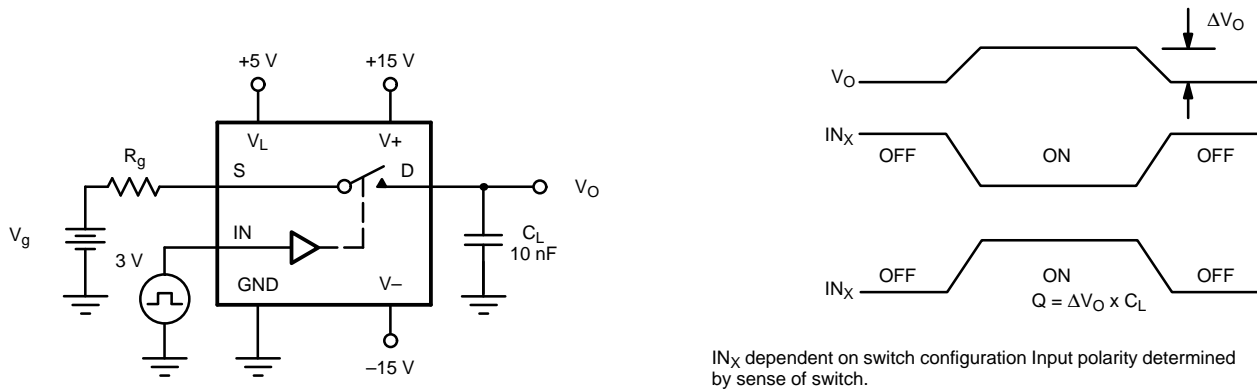 +5 V
+15 V
V_L
V+
R_g
S
D
V_O
V_g
IN
C_L
10 nF
3 V
GND
V–
–15 V
ΔV_O
V_O
IN_X
OFF
ON
OFF
OFF
ON
OFF
IN_X
Q = ΔV_O x C_L
IN_X dependent on switch configuration Input polarity determined
by sense of switch.